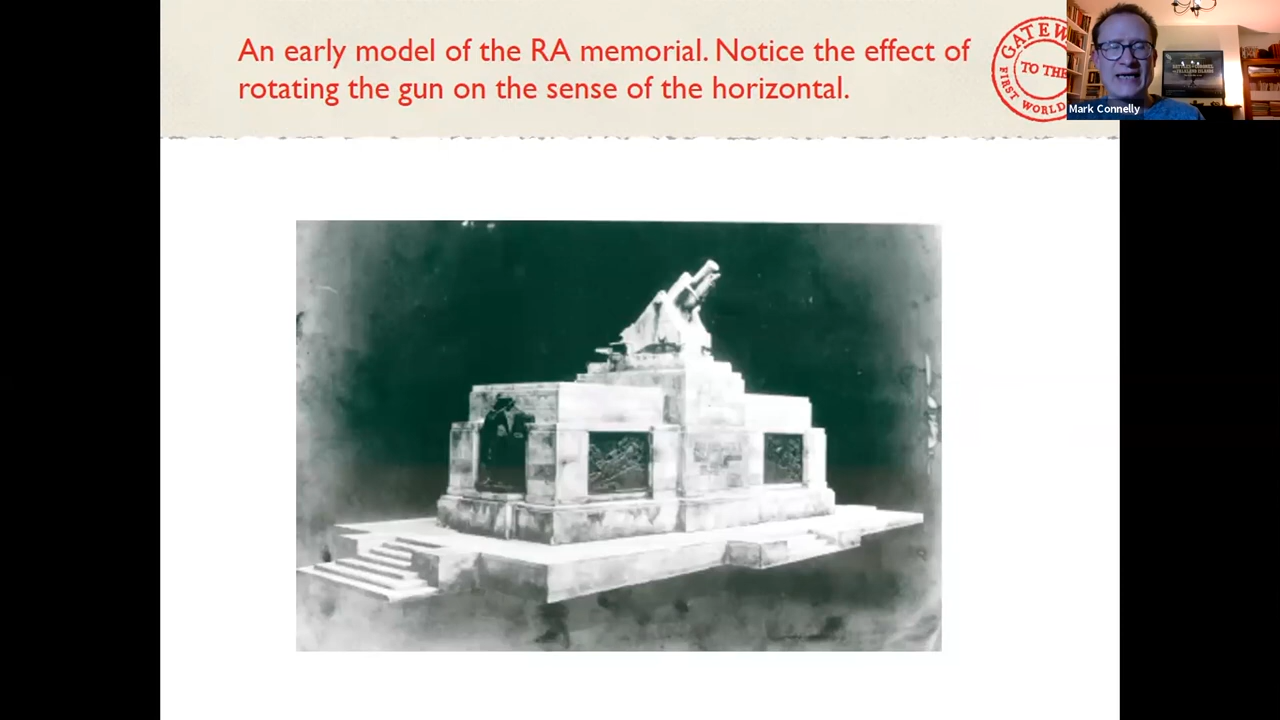 An early model of the RA memorial. Notice the effect of
rotating the gun on the sense of the horizontal.
GATEW
TO THE
FIRST WORLD
Mark Connelly